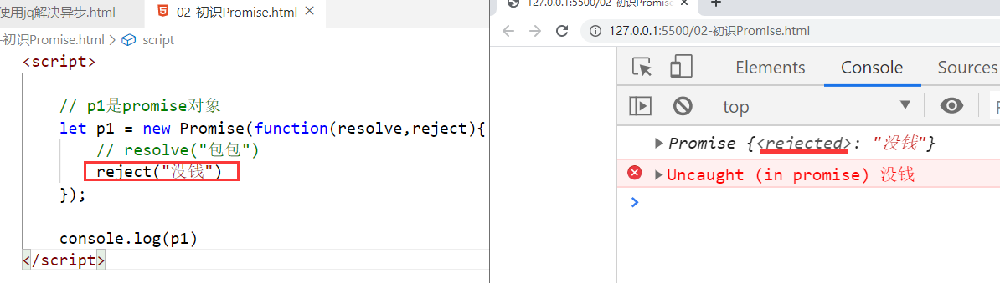 使用jq解决异步.html
02-初识Promise.html
-初识Promise.html > script
<script>
// p1是promise对象
let p1 = new Promise(function(resolve,reject){
// resolve("包包")
reject("没钱")
});
console.log(p1)
</script>
127.0.0.1:5500/02-初识Promise
127.0.0.1:5500/02-初识Promise.html
Elements Console Sources
top
Promise {<rejected>: "没钱"}
Uncaught (in promise) 没钱